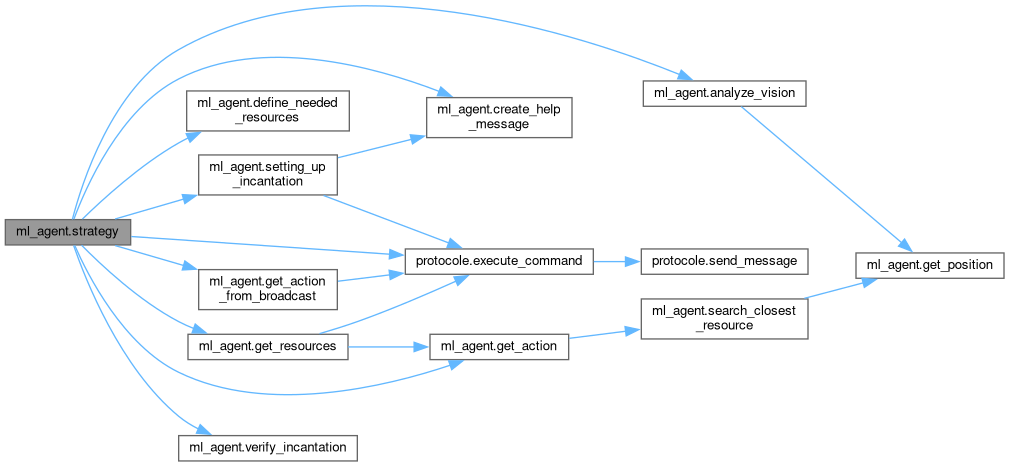 ml_agent.strategy
ml_agent.define_needed
_resources
ml_agent.setting_up
_incantation
ml_agent.get_action
_from_broadcast
ml_agent.get_resources
ml_agent.verify_incantation
ml_agent.create_help
_message
protocole.execute_command
ml_agent.get_action
ml_agent.analyze_vision
protocole.send_message
ml_agent.search_closest
_resource
ml_agent.get_position